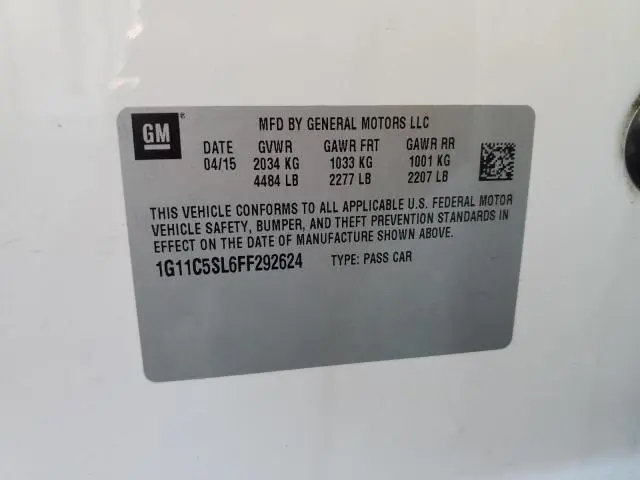 GM ®
MFD BY GENERAL MOTORS LLC
DATE GVWR GAWR FRT GAWR RR
04/15 2034 KG 1033 KG 1001 KG
4484 LB 2277 LB 2207 LB
THIS VEHICLE CONFORMS TO ALL APPLICABLE U.S. FEDERAL MOTOR
VEHICLE SAFETY, BUMPER, AND THEFT PREVENTION STANDARDS IN
EFFECT ON THE DATE OF MANUFACTURE SHOWN ABOVE.
1G11C5SL6FF292624 TYPE: PASS CAR